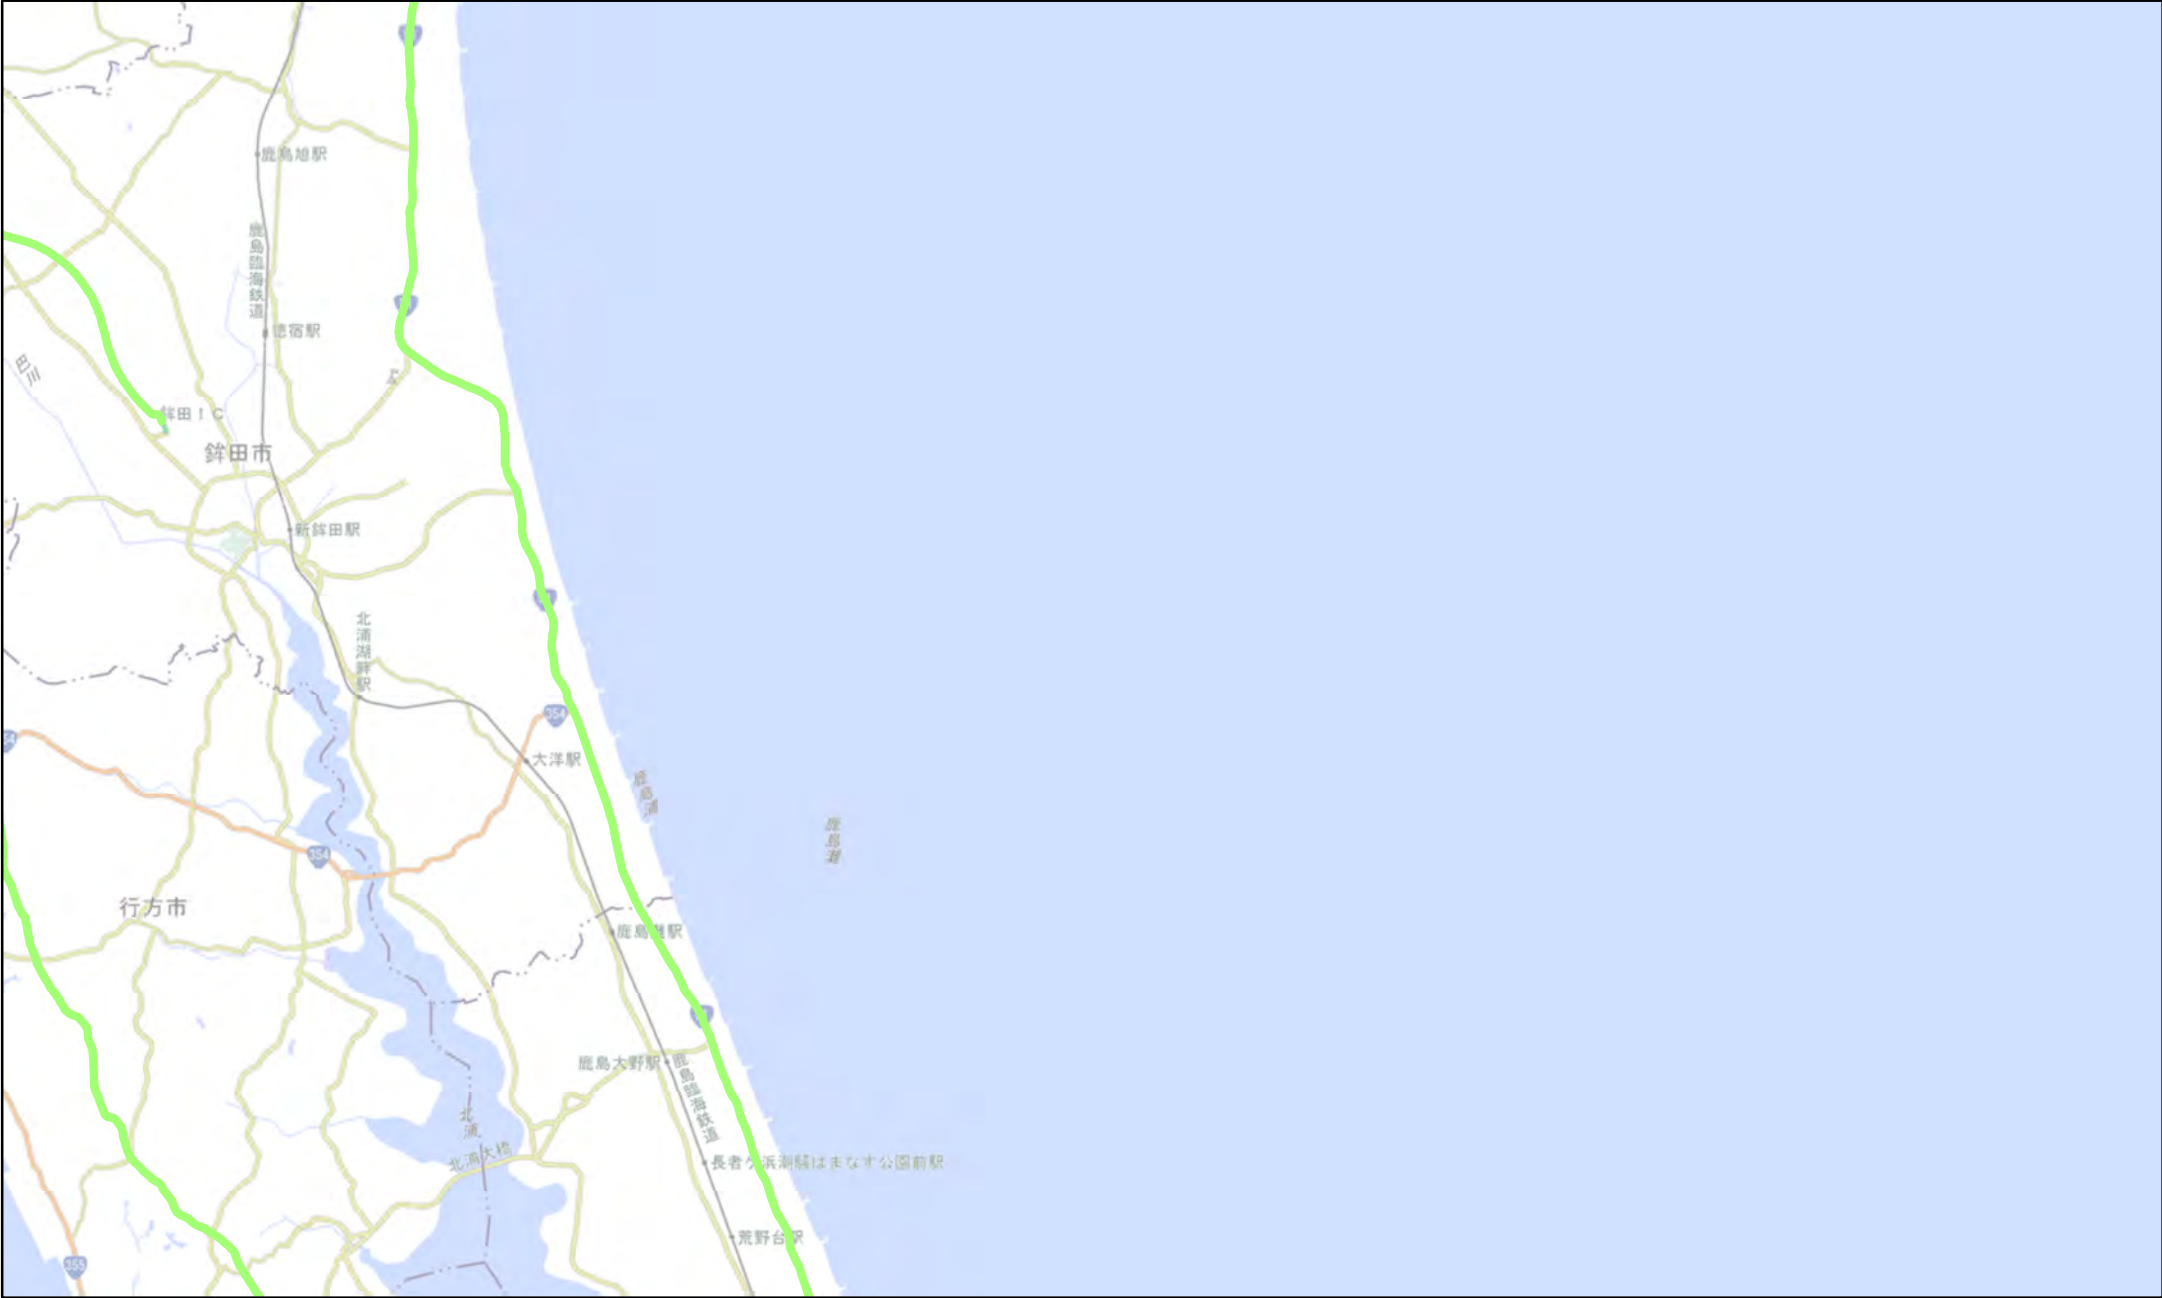 鹿島旭駅
鹿島臨海鉄道
徳宿駅
巴川
鉾田IC
鉾田市
新鉾田駅
北浦湖畔駅
354
大洋駅
鹿島浦
鹿島灘
354
行方市
鹿島灘駅
鹿島大野駅
鹿島臨海鉄道
北浦
北浦大橋
長者ケ浜潮騒はまなす公園前駅
荒野台駅
355